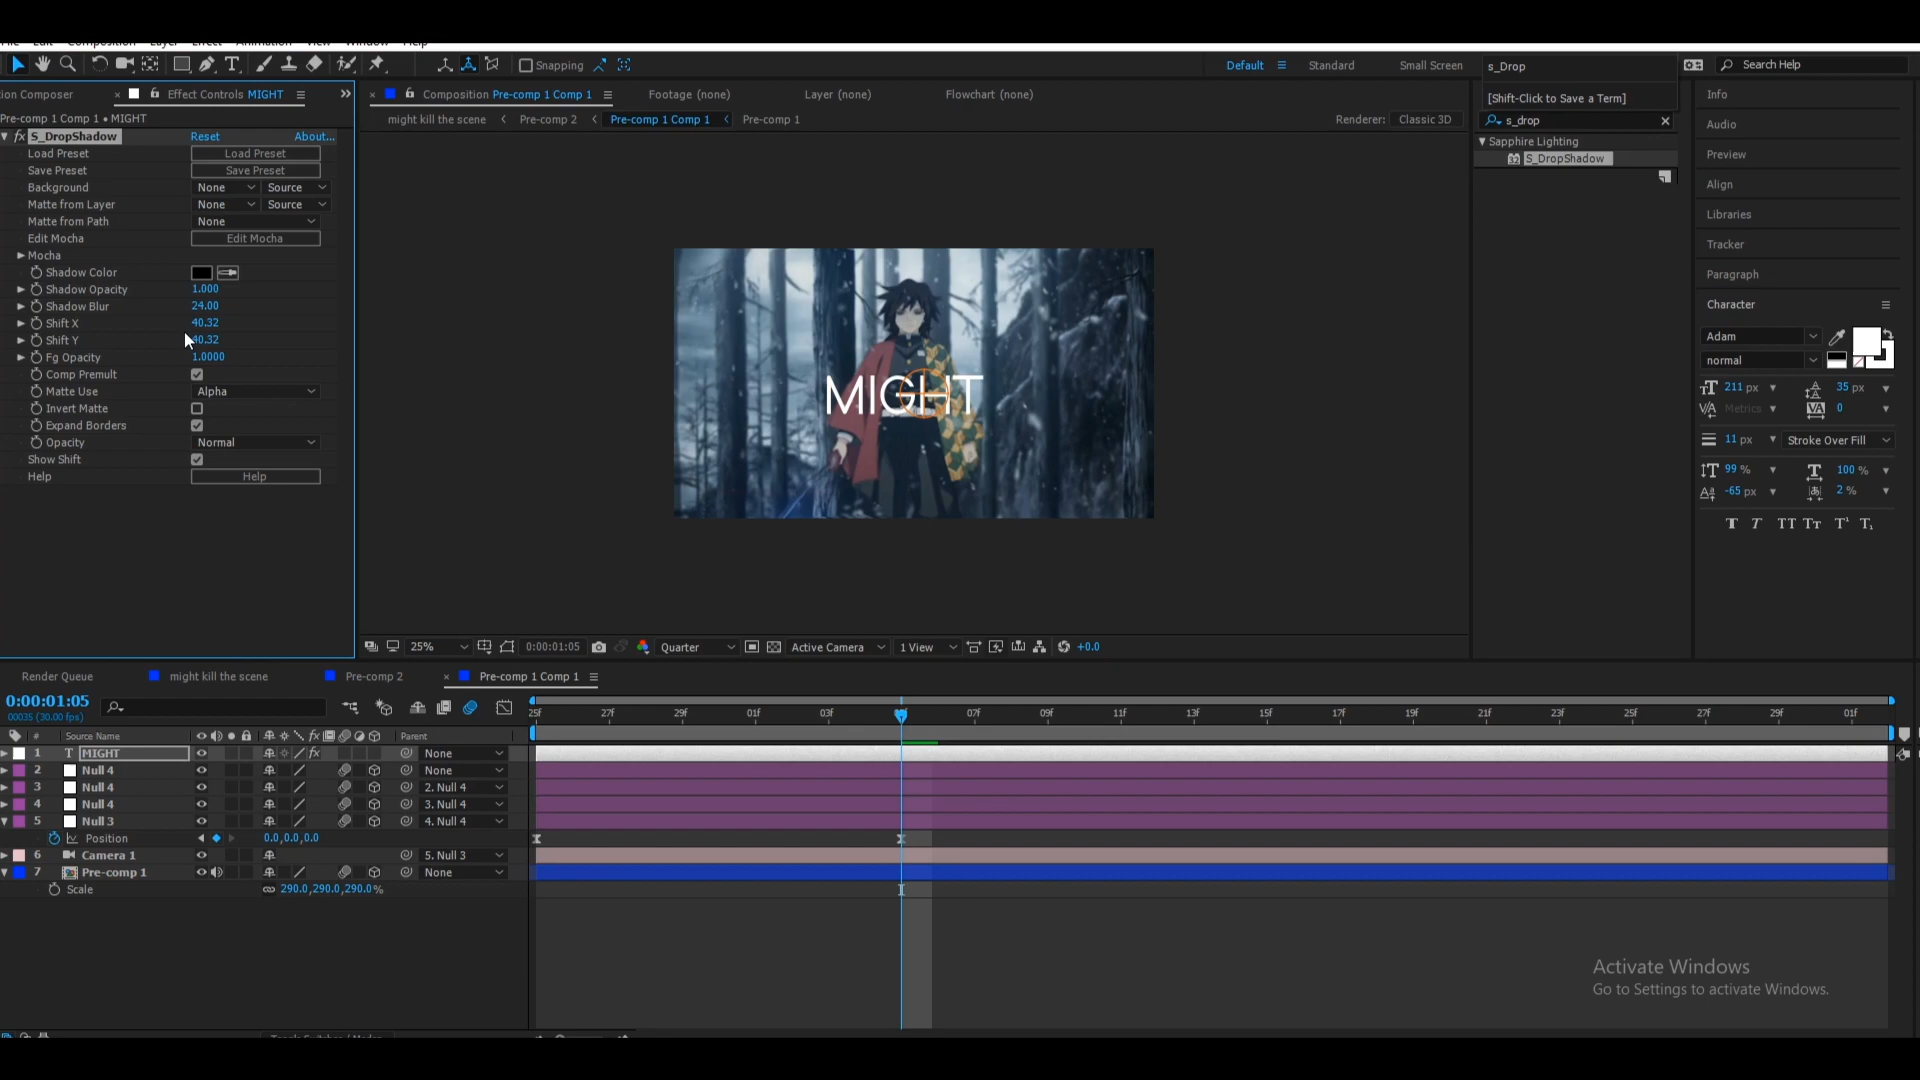 File Edit Composition Layer Effect Animation View Window Help
Snapping
Default
Standard
Small Screen
s_Drop
[Shift-Click to Save a Term]
Search Help
ion Composer
Effect Controls MIGHT
Pre-comp 1 Comp 1 • MIGHT
fx S_DropShadow Reset About...
Load Preset Load Preset
Save Preset Save Preset
Background None Source
Matte from Layer None Source
Matte from Path None
Edit Mocha Edit Mocha
Mocha
Shadow Color
Shadow Opacity 1.000
Shadow Blur 24.00
Shift X 40.32
Shift Y 40.32
Fg Opacity 1.0000
Comp Premult
Matte Use Alpha
Invert Matte
Expand Borders
Opacity Normal
Show Shift
Help Help
Composition Pre-comp 1 Comp 1
Footage (none)
Layer (none)
Flowchart (none)
might kill the scene
Pre-comp 2
Pre-comp 1 Comp 1
Pre-comp 1
Renderer: Classic 3D
MIGHT
25% 0:00:01:05 Quarter Active Camera 1 View +0.0
s_drop
Sapphire Lighting
S_DropShadow
Info
Audio
Preview
Align
Libraries
Tracker
Paragraph
Character
Adam
normal
211 px 35 px
Metrics 0
11 px Stroke Over Fill
99 % 100 %
-65 px 2 %
Render Queue
might kill the scene
Pre-comp 2
Pre-comp 1 Comp 1
0:00:01:05
00035 (30.00 fps)
25f 27f 29f 01f 03f 07f 09f 11f 13f 15f 17f 19f 21f 23f 25f 27f 29f 01f
# Source Name Parent
1 T MIGHT fx None
2 Null 4 None
3 Null 4 2. Null 4
4 Null 4 3. Null 4
5 Null 3 4. Null 4
Position 0.0,0.0,0.0
6 Camera 1 5. Null 3
7 Pre-comp 1 None
Scale 290.0,290.0,290.0%
Activate Windows
Go to Settings to activate Windows.